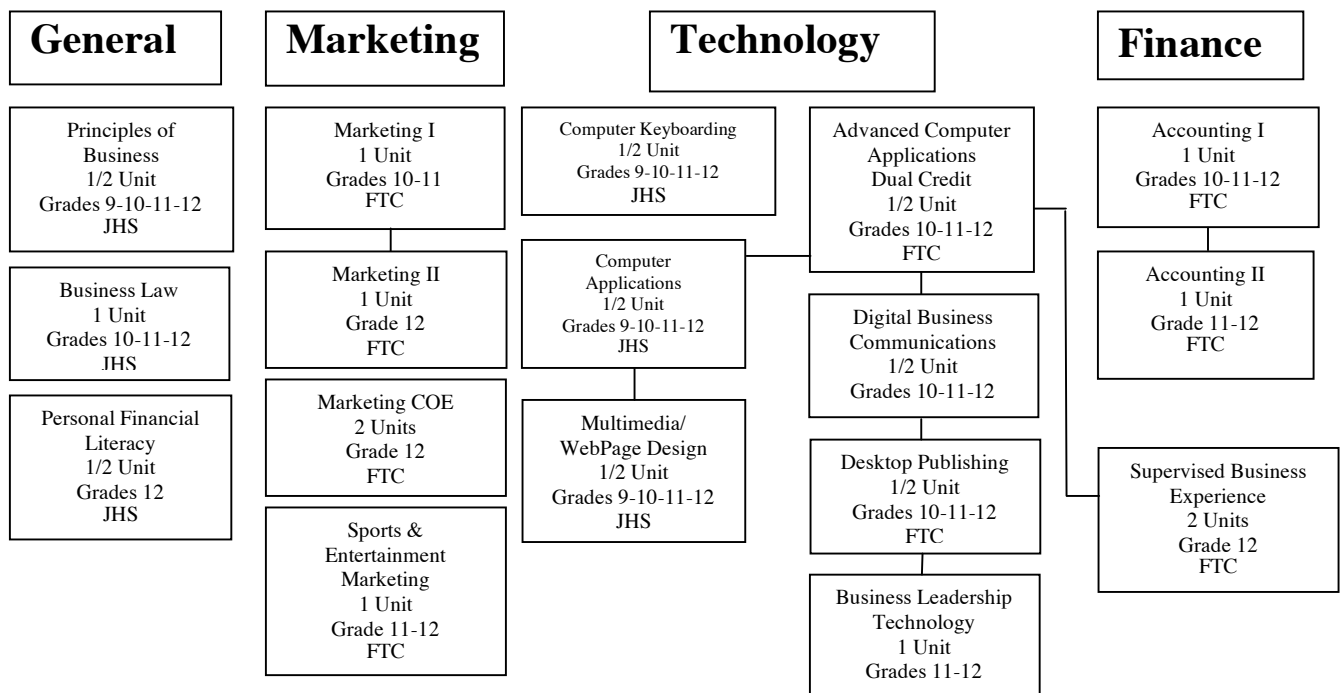 General
Marketing
Technology
Finance
Principles of
Business
1/2 Unit
Grades 9-10-11-12
JHS
Business Law
1 Unit
Grades 10-11-12
JHS
Personal Financial
Literacy
1/2 Unit
Grades 12
JHS
Marketing I
1 Unit
Grades 10-11
FTC
Marketing II
1 Unit
Grade 12
FTC
Marketing COE
2 Units
Grade 12
FTC
Sports &
Entertainment
Marketing
1 Unit
Grade 11-12
FTC
Computer Keyboarding
1/2 Unit
Grades 9-10-11-12
JHS
Computer
Applications
1/2 Unit
Grades 9-10-11-12
JHS
Multimedia/
WebPage Design
1/2 Unit
Grades 9-10-11-12
JHS
Advanced Computer
Applications
Dual Credit
1/2 Unit
Grades 10-11-12
FTC
Digital Business
Communications
1/2 Unit
Grades 10-11-12
Desktop Publishing
1/2 Unit
Grades 10-11-12
FTC
Business Leadership
Technology
1 Unit
Grades 11-12
Accounting I
1 Unit
Grades 10-11-12
FTC
Accounting II
1 Unit
Grade 11-12
FTC
Supervised Business
Experience
2 Units
Grade 12
FTC